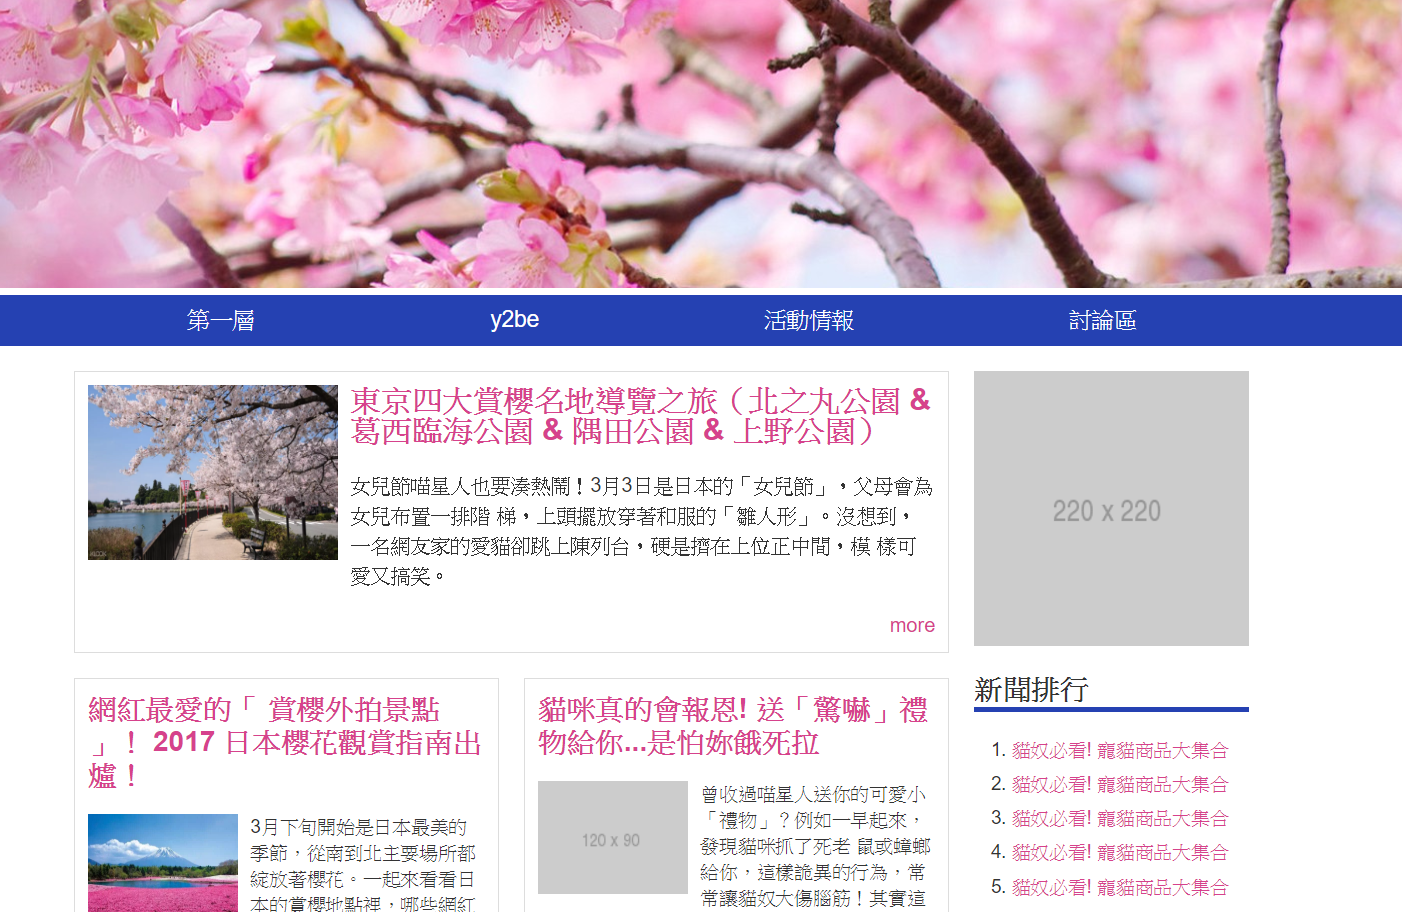 第一層
y2be
活動情報
討論區
東京四大賞櫻名地導覽之旅（北之丸公園 &
葛西臨海公園 & 隅田公園 & 上野公園）
女兒節喵星人也要湊熱鬧！3月3日是日本的「女兒節」，父母會為
女兒布置一排階 梯，上頭擺放穿著和服的「雛人形」。沒想到，
一名網友家的愛貓卻跳上陳列台，硬是擠在上位正中間，模 樣可
愛又搞笑。
more
220 x 220
網紅最愛的「 賞櫻外拍景點
」！ 2017 日本櫻花觀賞指南出
爐！
3月下旬開始是日本最美的
季節，從南到北主要場所都
綻放著櫻花。一起來看看日
本的賞櫻地點裡，哪些網紅
貓咪真的會報恩! 送「驚嚇」禮
物給你...是怕妳餓死拉
120 x 90
曾收過喵星人送你的可愛小
「禮物」？例如一早起來，
發現貓咪抓了死老 鼠或蟑螂
給你，這樣詭異的行為，常
常讓貓奴大傷腦筋！其實這
新聞排行
1. 貓奴必看! 寵貓商品大集合
2. 貓奴必看! 寵貓商品大集合
3. 貓奴必看! 寵貓商品大集合
4. 貓奴必看! 寵貓商品大集合
5. 貓奴必看! 寵貓商品大集合